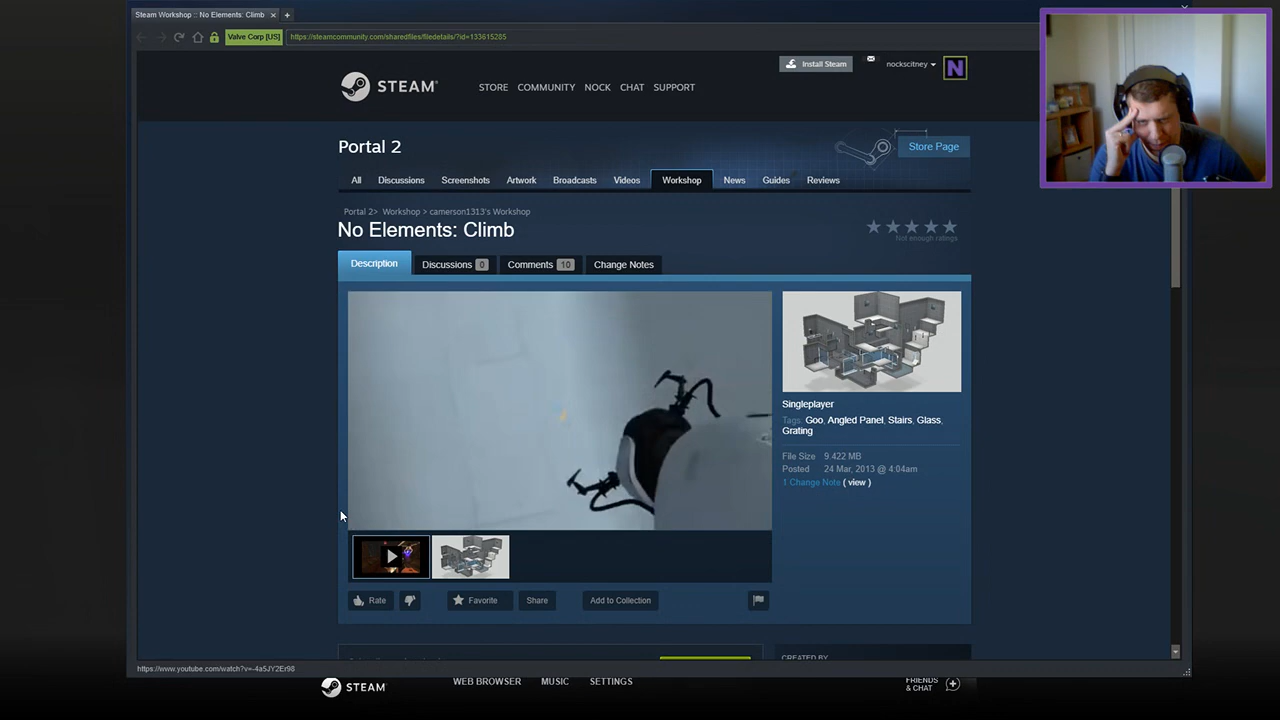 Steam Workshop :: No Elements: Climb
Valve Corp [US] https://steamcommunity.com/sharedfiles/filedetails/?id=133615285
Install Steam nockscitney
N
STEAM® STORE COMMUNITY NOCK CHAT SUPPORT
Portal 2
Store Page
All Discussions Screenshots Artwork Broadcasts Videos Workshop News Guides Reviews
Portal 2> Workshop > camerson1313's Workshop
No Elements: Climb
Not enough ratings
Description Discussions 0 Comments 10 Change Notes
Singleplayer
Tags: Goo, Angled Panel, Stairs, Glass,
Grating
File Size 9.422 MB
Posted 24 Mar, 2013 @ 4:04am
1 Change Note ( view )
Rate Favorite Share Add to Collection
CREATED BY
https://www.youtube.com/watch?v=-4a5JY2Er98
STEAM WEB BROWSER MUSIC SETTINGS
FRIENDS
& CHAT